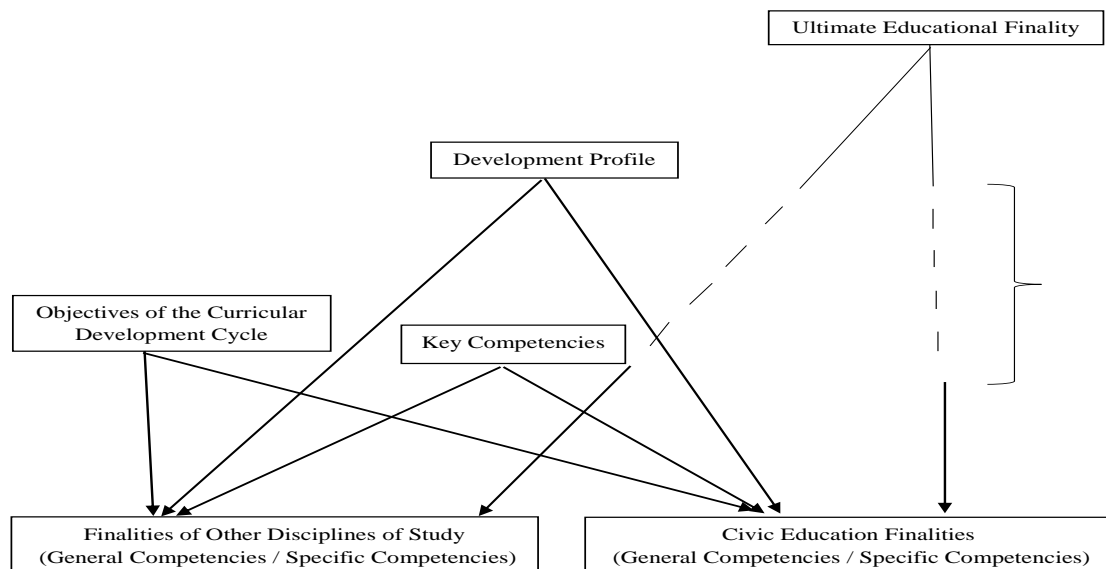 Ultimate Educational Finality
Development Profile
Objectives of the Curricular
Development Cycle
Key Competencies
Finalities of Other Disciplines of Study
(General Competencies / Specific Competencies)
Civic Education Finalities
(General Competencies / Specific Competencies)